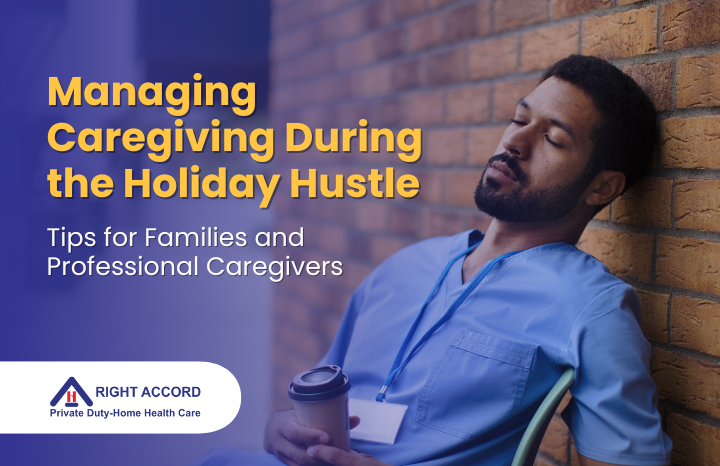 Managing
Caregiving During
the Holiday Hustle
Tips for Families and
Professional Caregivers
RIGHT ACCORD
Private Duty-Home Health Care